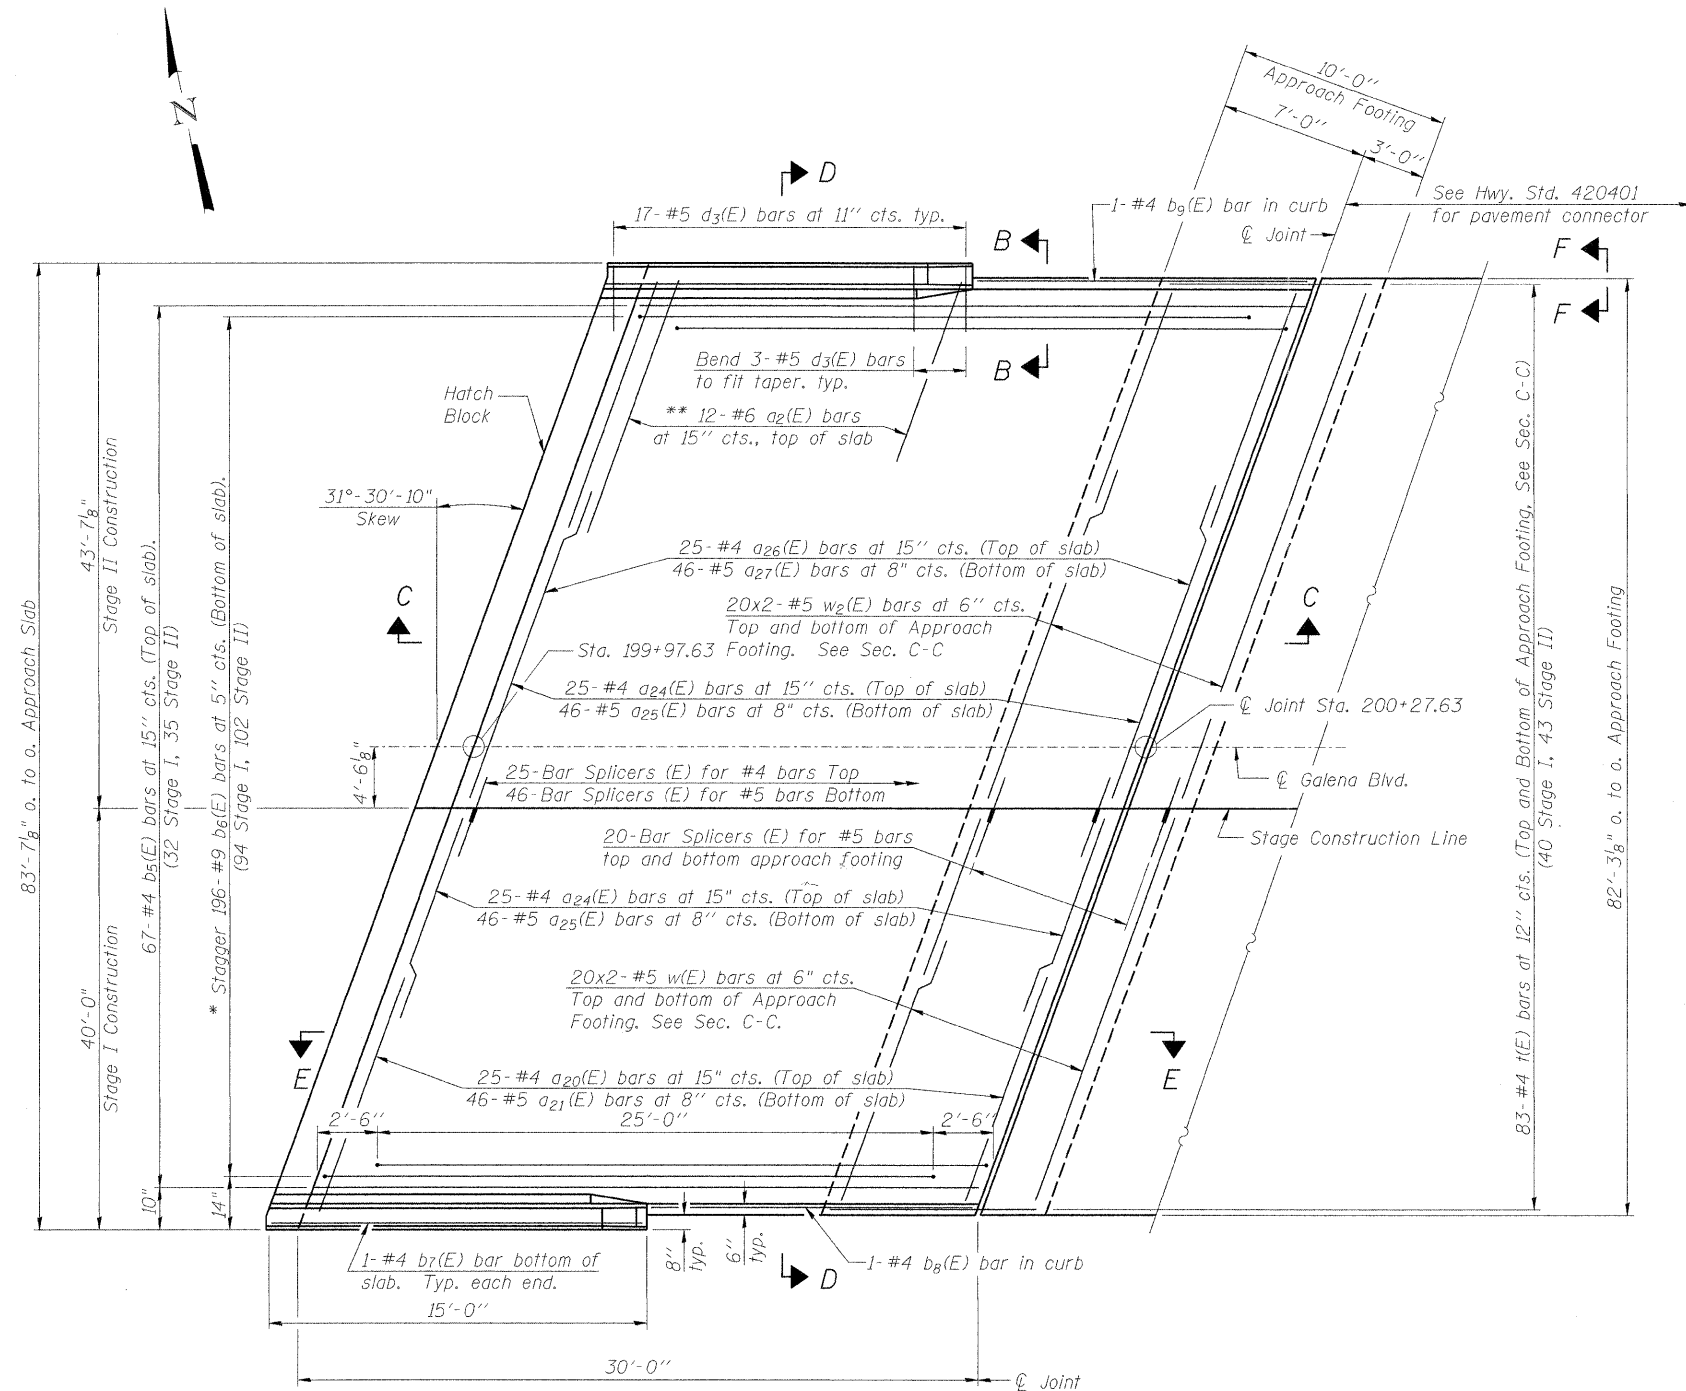 N
10'-0"
Approach Footing
7'-0"
3'-0"
D
17-#5 d3(E) bars at 11" cts. typ.
1-#4 b9(E) bar in curb
See Hwy. Std. 420401
for pavement connector
℄ Joint
B
F
F
B
Bend 3-#5 d3(E) bars
to fit taper. typ.
Hatch
Block
** 12-#6 a2(E) bars
at 15" cts., top of slab
31°-30'-10"
Skew
25-#4 a26(E) bars at 15" cts. (Top of slab)
46-#5 a27(E) bars at 8" cts. (Bottom of slab)
C
C
20x2-#5 w2(E) bars at 6" cts.
Top and bottom of Approach
Footing. See Sec. C-C
Sta. 199+97.63
25-#4 a24(E) bars at 15" cts. (Top of slab)
46-#5 a25(E) bars at 8" cts. (Bottom of slab)
℄ Joint Sta. 200+27.63
4'-6 1/8"
25-Bar Splicers (E) for #4 bars Top
46-Bar Splicers (E) for #5 bars Bottom
℄ Galena Blvd.
20-Bar Splicers (E) for #5 bars
top and bottom approach footing
Stage Construction Line
25-#4 a24(E) bars at 15" cts. (Top of slab)
46-#5 a25(E) bars at 8" cts. (Bottom of slab)
20x2-#5 w(E) bars at 6" cts.
Top and bottom of Approach
Footing. See Sec. C-C.
E
E
25-#4 a20(E) bars at 15" cts. (Top of slab)
46-#5 a21(E) bars at 8" cts. (Bottom of slab)
2'-6"
25'-0"
2'-6"
83'-7 1/8" o. to o. Approach Slab
43'-7 1/8"
Stage II Construction
40'-0"
Stage I Construction
67-#4 b5(E) bars at 15" cts. (Top of slab).
(32 Stage I, 35 Stage II)
10"
* Stagger 196-#9 b6(E) bars at 5" cts. (Bottom of slab).
(94 Stage I, 102 Stage II)
14"
83-#4 t(E) bars at 12" cts. (Top and Bottom of Approach Footing, See Sec. C-C)
(40 Stage I, 43 Stage II)
82'-3 1/8" o. to o. Approach Footing
1-#4 b7(E) bar bottom of
slab. Typ. each end.
8"
typ.
6"
typ.
D
1-#4 b8(E) bar in curb
15'-0"
30'-0"
℄ Joint